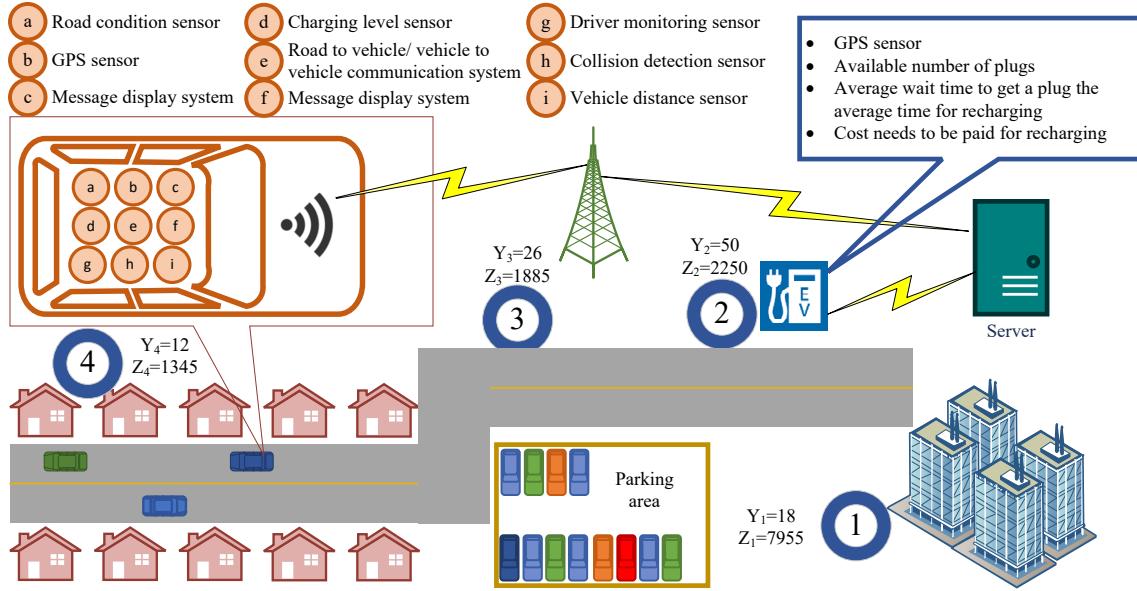 a Road condition sensor
b GPS sensor
c Message display system
d Charging level sensor
e Road to vehicle/ vehicle to
vehicle communication system
f Message display system
g Driver monitoring sensor
h Collision detection sensor
i Vehicle distance sensor
• GPS sensor
• Available number of plugs
• Average wait time to get a plug the
average time for recharging
• Cost needs to be paid for recharging
a b c
d e f
g h i
Y₃=26
Z₃=1885
3
Y₂=50
Z₂=2250
2
E
V
Server
4
Y₄=12
Z₄=1345
Parking
area
Y₁=18
Z₁=7955
1